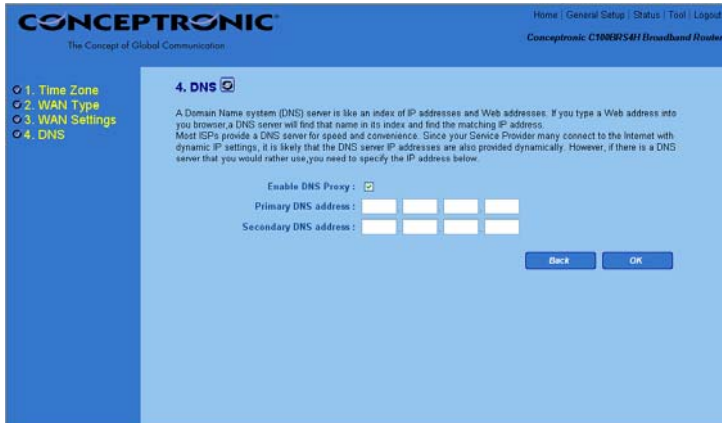 CONCEPTRONIC
The Concept of Global Communication
Home | General Setup | Status | Tool | Logout
Conceptronic C100BRS4H Broadband Router
1. Time Zone
2. WAN Type
3. WAN Settings
4. DNS
4. DNS
A Domain Name system (DNS) server is like an index of IP addresses and Web addresses. If you type a Web address into
you browser,a DNS server will find that name in its index and find the matching IP address.
Most ISPs provide a DNS server for speed and convenience. Since your Service Provider many connect to the Internet with
dynamic IP settings, it is likely that the DNS server IP addresses are also provided dynamically. However, if there is a DNS
server that you would rather use,you need to specify the IP address below.
Enable DNS Proxy :
Primary DNS address :
Secondary DNS address :
Back
OK